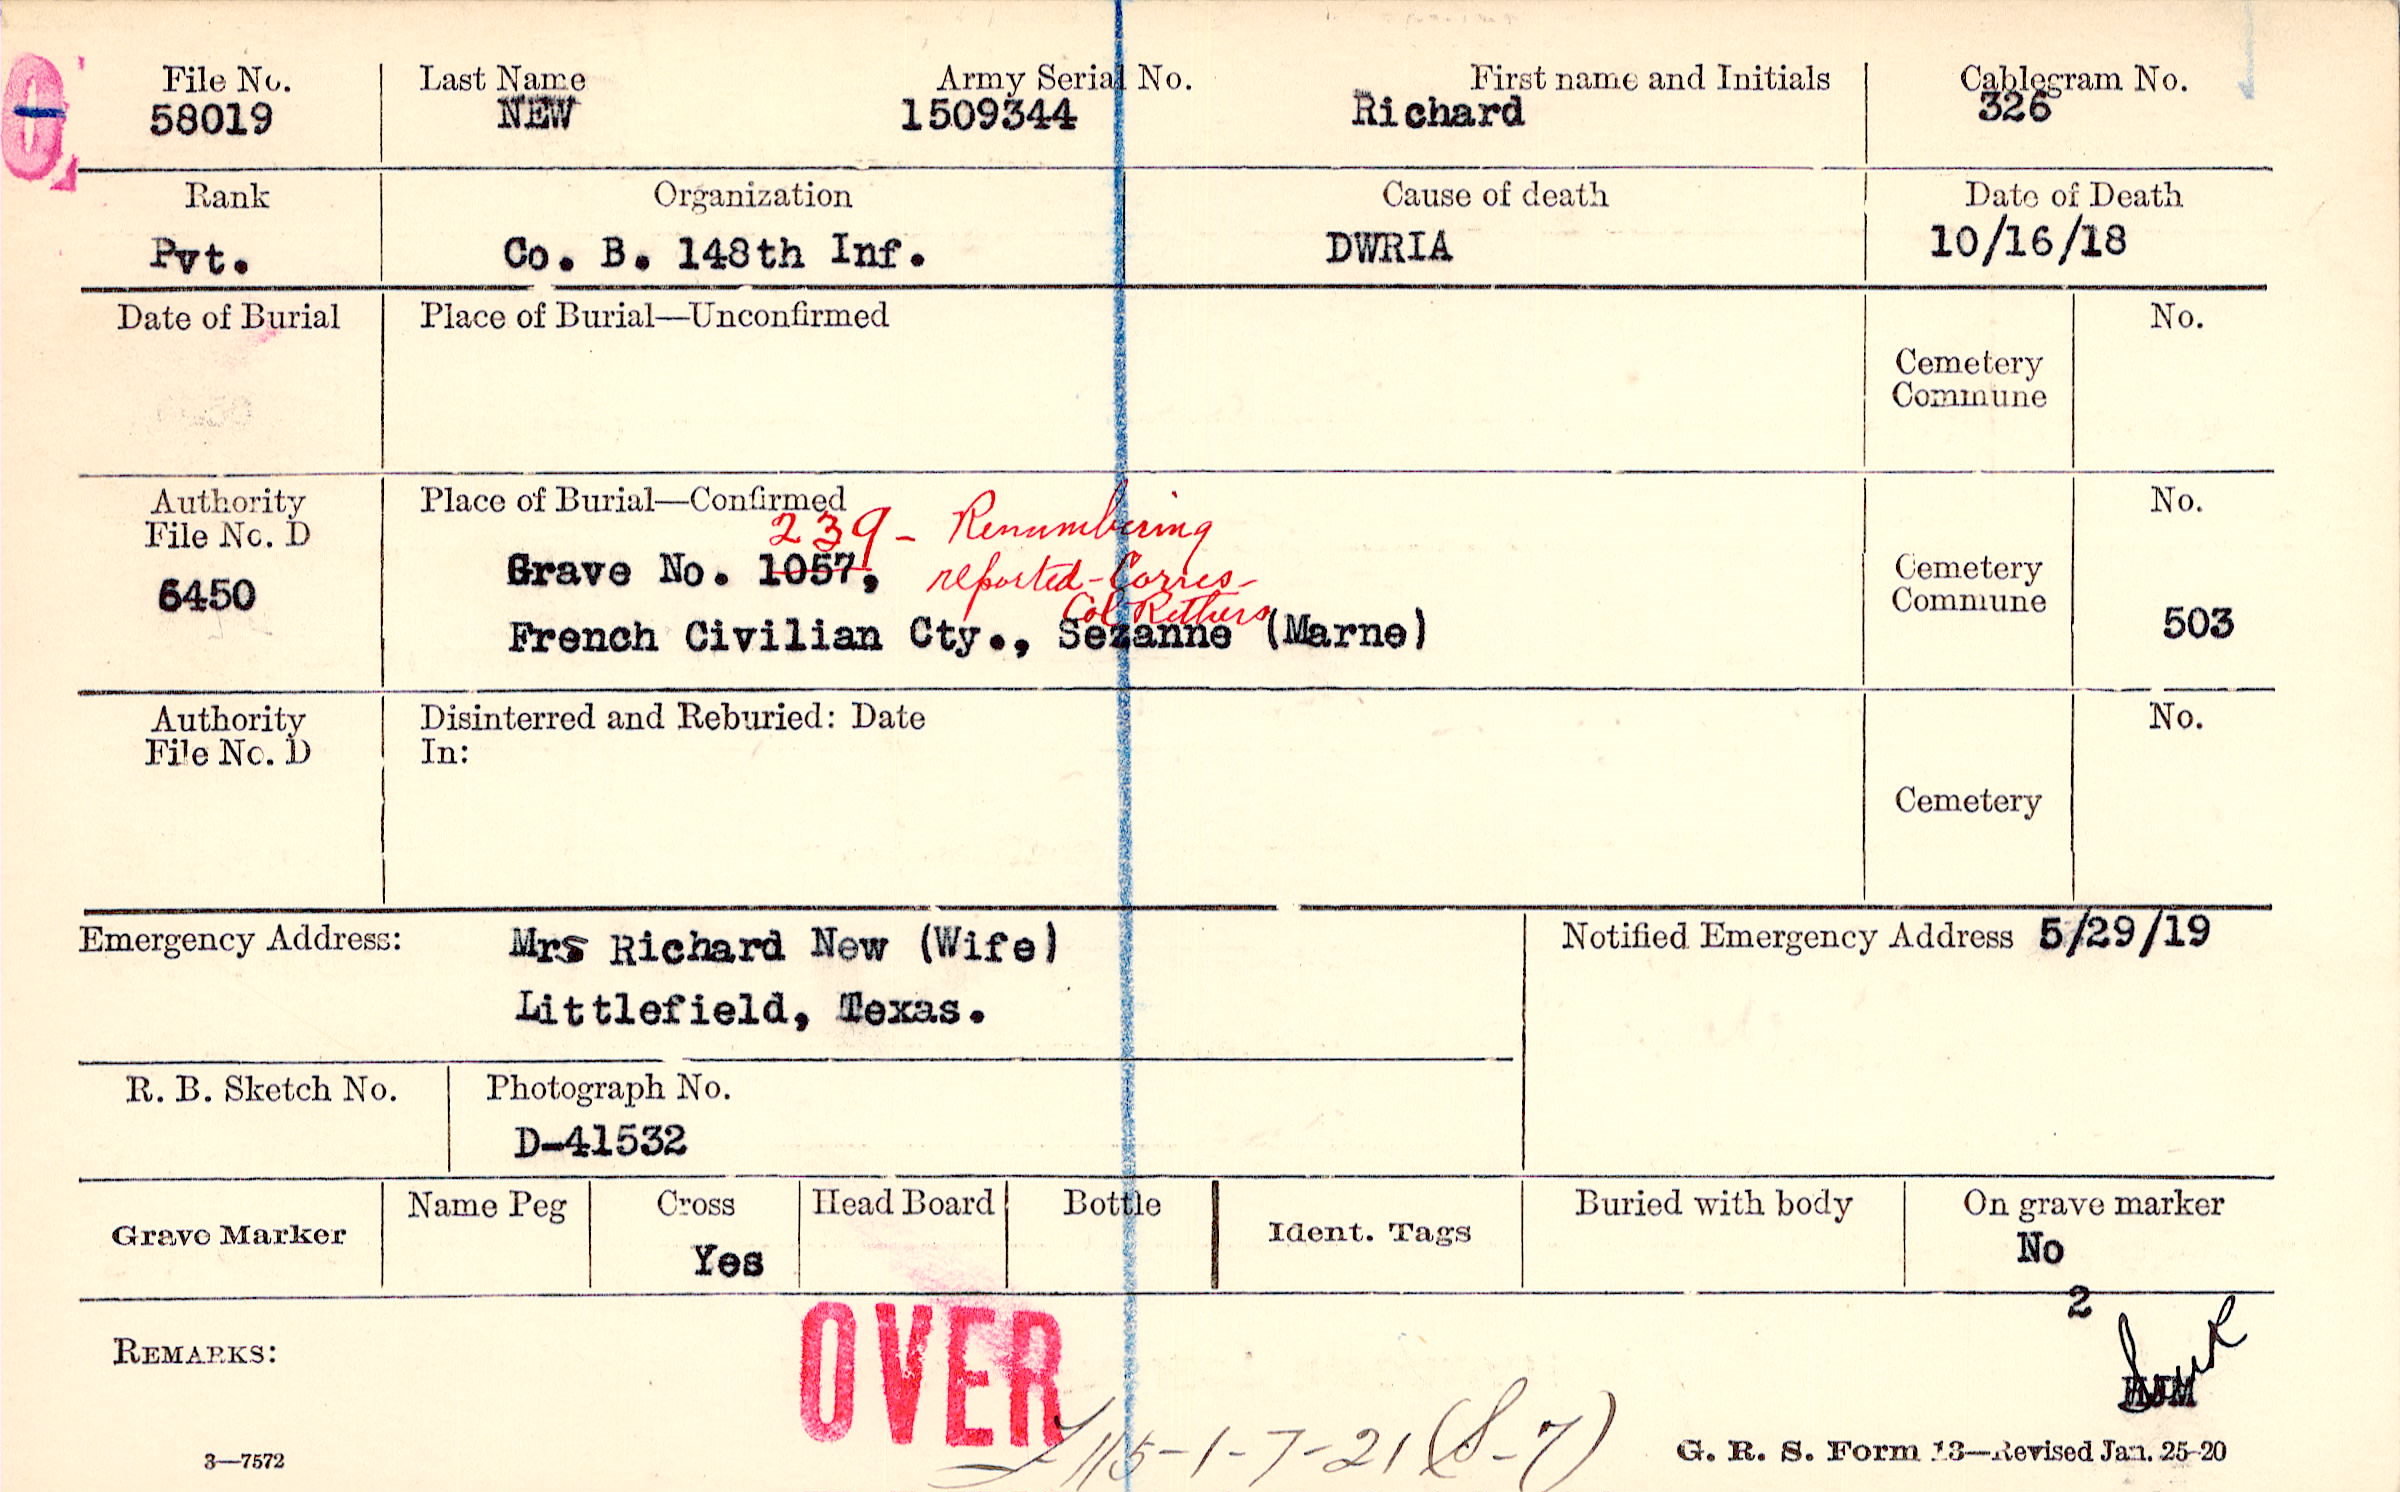 File No. Last Name Army Serial No. First name and Initials Cablegram No.
58019 NEW 1509344 Richard 326
Rank Organization Cause of death Date of Death
Pvt. Co. B. 148th Inf. DWRIA 10/16/18
Date of Burial Place of Burial—Unconfirmed No.
Cemetery
Commune
Authority Place of Burial—Confirmed No.
File No. D 239 - Renumbering
Grave No. 1057, reported - Corres - Cemetery
6450 Col Rethers Commune
French Civilian Cty., Sezanne (Marne) 503
Authority Disinterred and Reburied: Date No.
File No. D In:
Cemetery
Emergency Address: Mrs Richard New (Wife) Notified Emergency Address 5/29/19
Littlefield, Texas.
R. B. Sketch No. Photograph No.
D-41532
Grave Marker Name Peg Cross Head Board Bottle Ident. Tags Buried with body On grave marker
Yes No
2
REMARKS: OVER
115-1-7-21 (S-7)
3—7572 G. R. S. Form 13—Revised Jan. 25-20